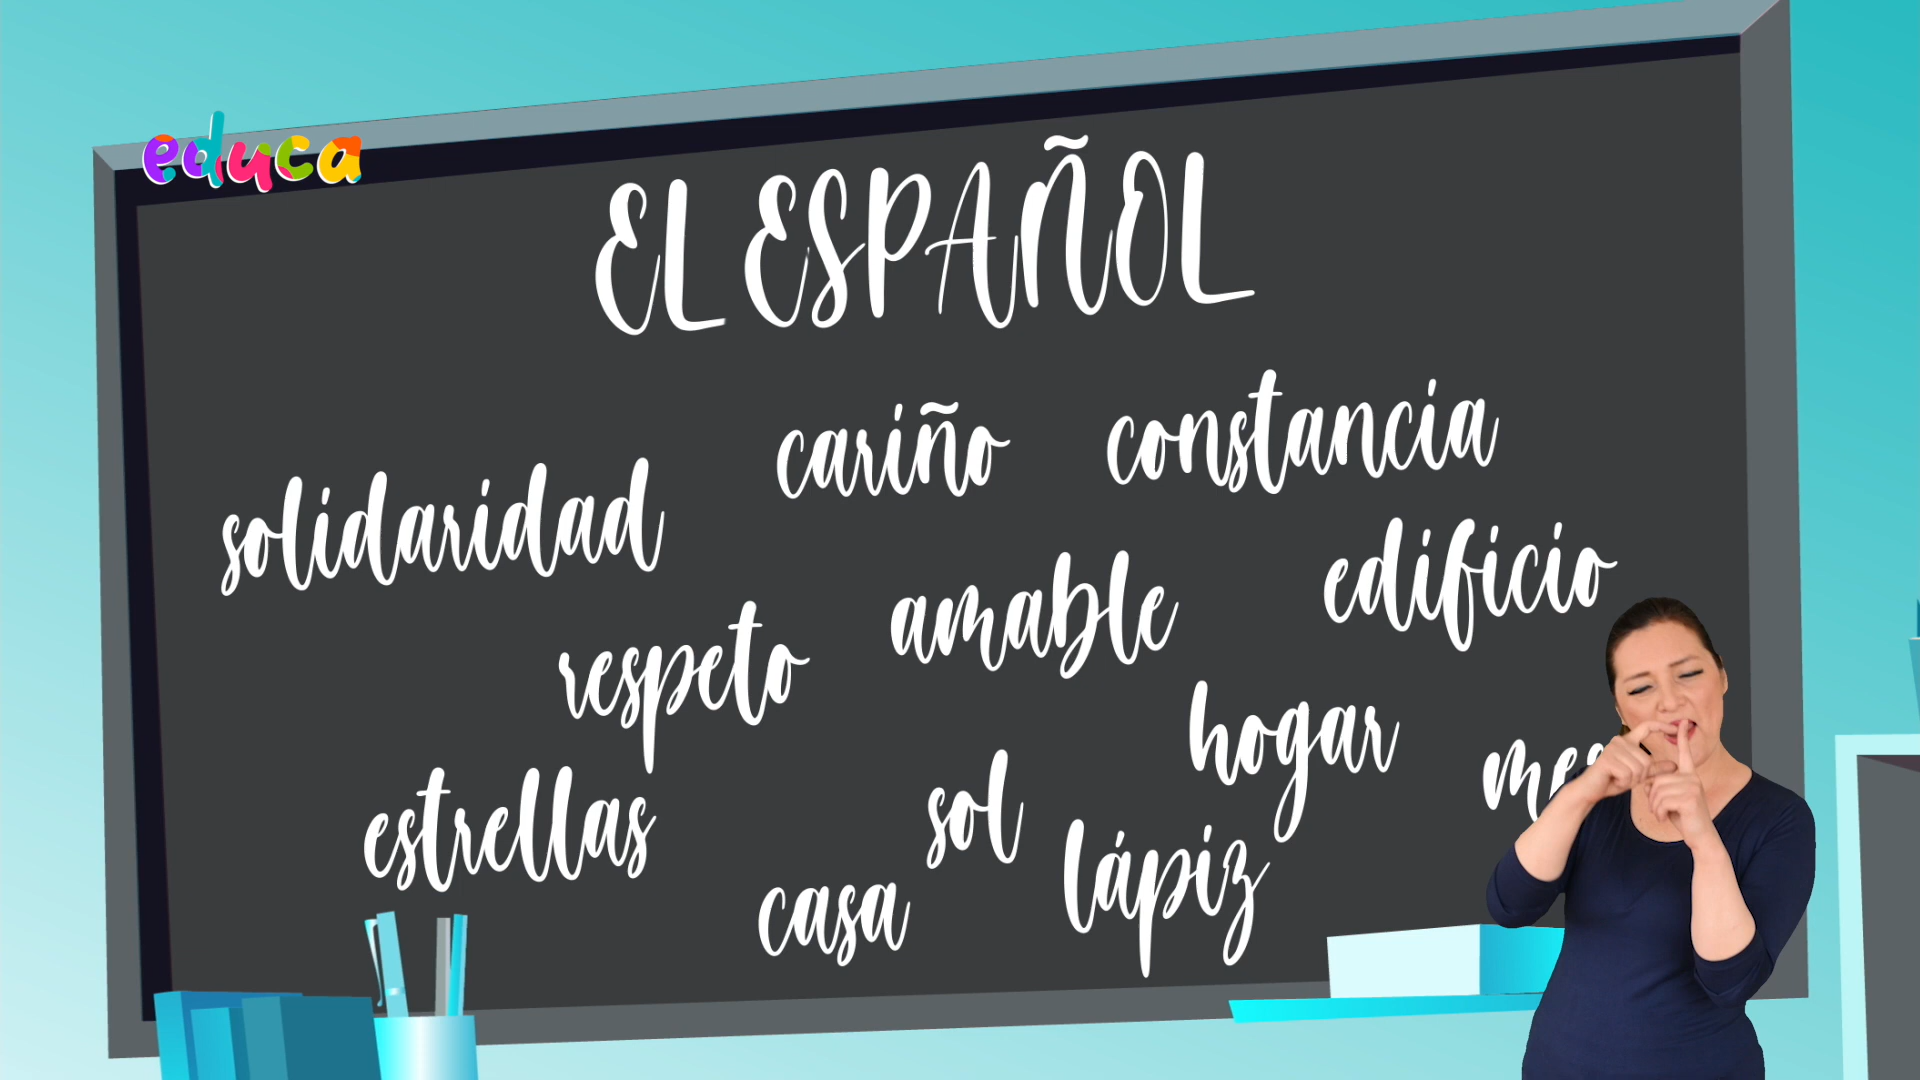 educa
EL ESPAÑOL
cariño constancia
solidaridad
edificio
amable
respeto
hogar
estrellas
sol
lápiz
casa